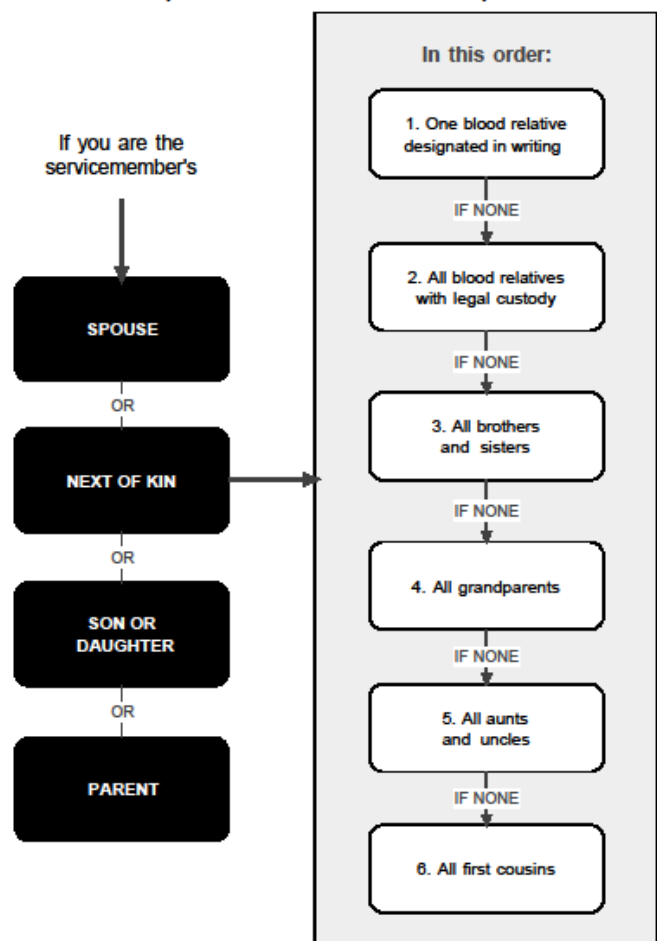 In this order:
If you are the
servicemember's
SPOUSE
OR
NEXT OF KIN
OR
SON OR
DAUGHTER
OR
PARENT
1. One blood relative
designated in writing
IF NONE
2. All blood relatives
with legal custody
IF NONE
3. All brothers
and sisters
IF NONE
4. All grandparents
IF NONE
5. All aunts
and uncles
IF NONE
6. All first cousins